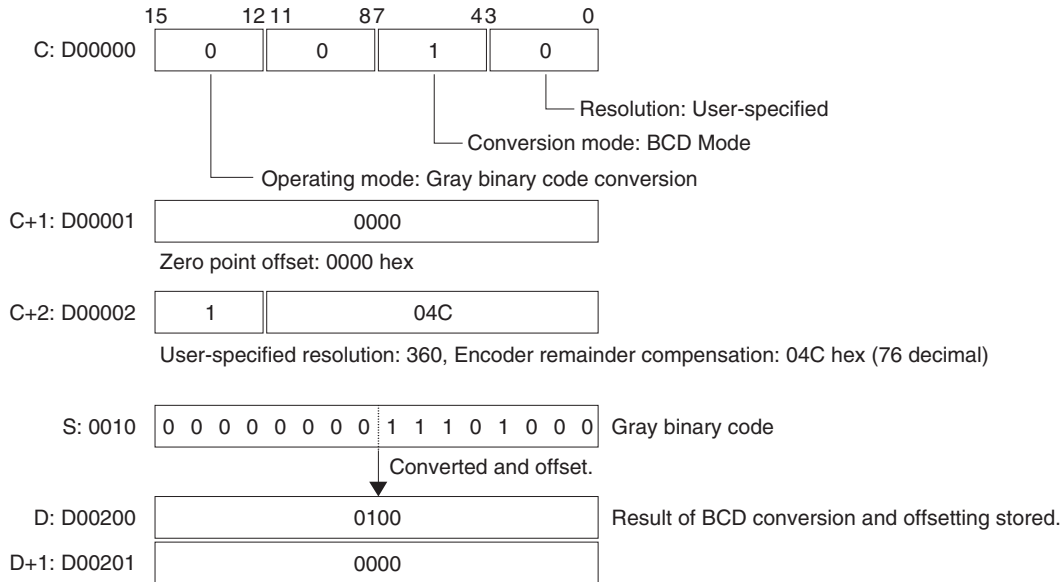 15 12 11 87 43 0
C: D00000 0 0 1 0
Resolution: User-specified
Conversion mode: BCD Mode
Operating mode: Gray binary code conversion
C+1: D00001 0000
Zero point offset: 0000 hex
C+2: D00002 1 04C
User-specified resolution: 360, Encoder remainder compensation: 04C hex (76 decimal)
S: 0010 0 0 0 0 0 0 0 0 1 1 1 0 1 0 0 0 Gray binary code
Converted and offset.
D: D00200 0100 Result of BCD conversion and offsetting stored.
D+1: D00201 0000